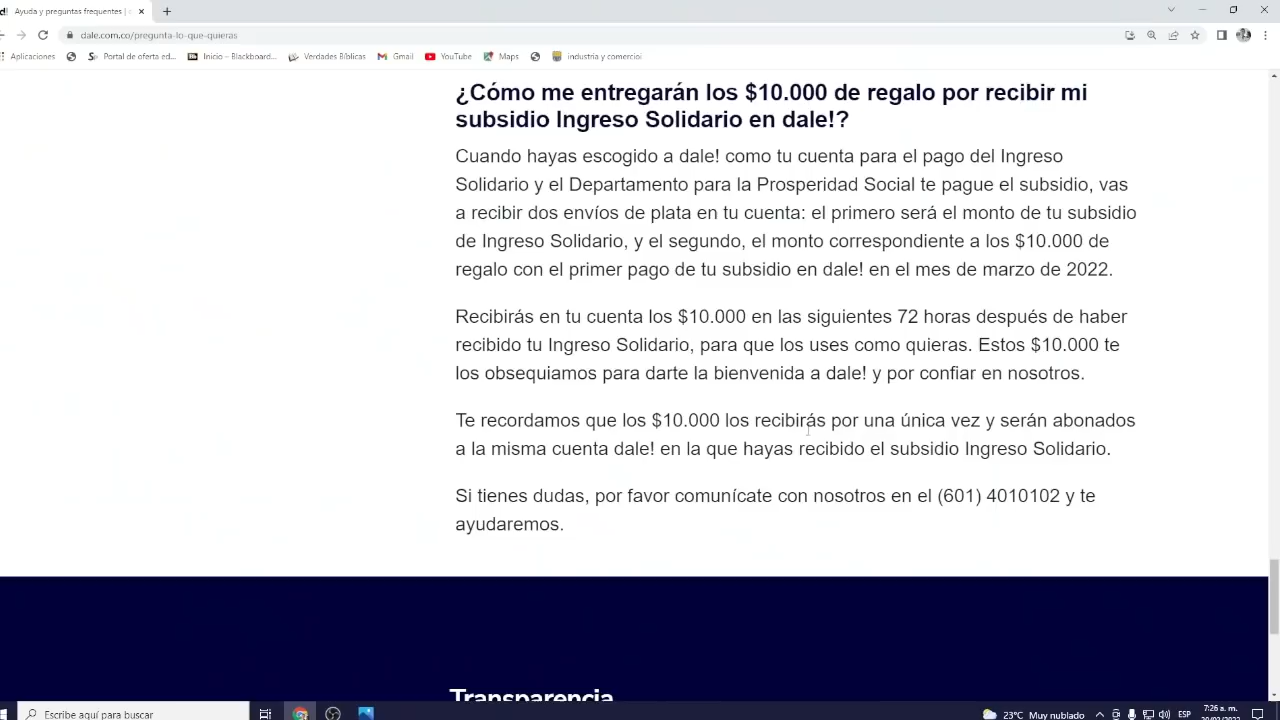 Ayuda y preguntas frecuentes |
dale.com.co/pregunta-lo-que-quieras
Aplicaciones
Portal de oferta ed...
Bb
Inicio – Blackboard...
Verdades Bíblicas
Gmail
YouTube
Maps
industria y comercioi
¿Cómo me entregarán los $10.000 de regalo por recibir mi
subsidio Ingreso Solidario en dale!?
Cuando hayas escogido a dale! como tu cuenta para el pago del Ingreso
Solidario y el Departamento para la Prosperidad Social te pague el subsidio, vas
a recibir dos envíos de plata en tu cuenta: el primero será el monto de tu subsidio
de Ingreso Solidario, y el segundo, el monto correspondiente a los $10.000 de
regalo con el primer pago de tu subsidio en dale! en el mes de marzo de 2022.
Recibirás en tu cuenta los $10.000 en las siguientes 72 horas después de haber
recibido tu Ingreso Solidario, para que los uses como quieras. Estos $10.000 te
los obsequiamos para darte la bienvenida a dale! y por confiar en nosotros.
Te recordamos que los $10.000 los recibirás por una única vez y serán abonados
a la misma cuenta dale! en la que hayas recibido el subsidio Ingreso Solidario.
Si tienes dudas, por favor comunícate con nosotros en el (601) 4010102 y te
ayudaremos.
Transparencia
Escribe aquí para buscar
23°C Muy nublado
ESP
7:26 p. m.